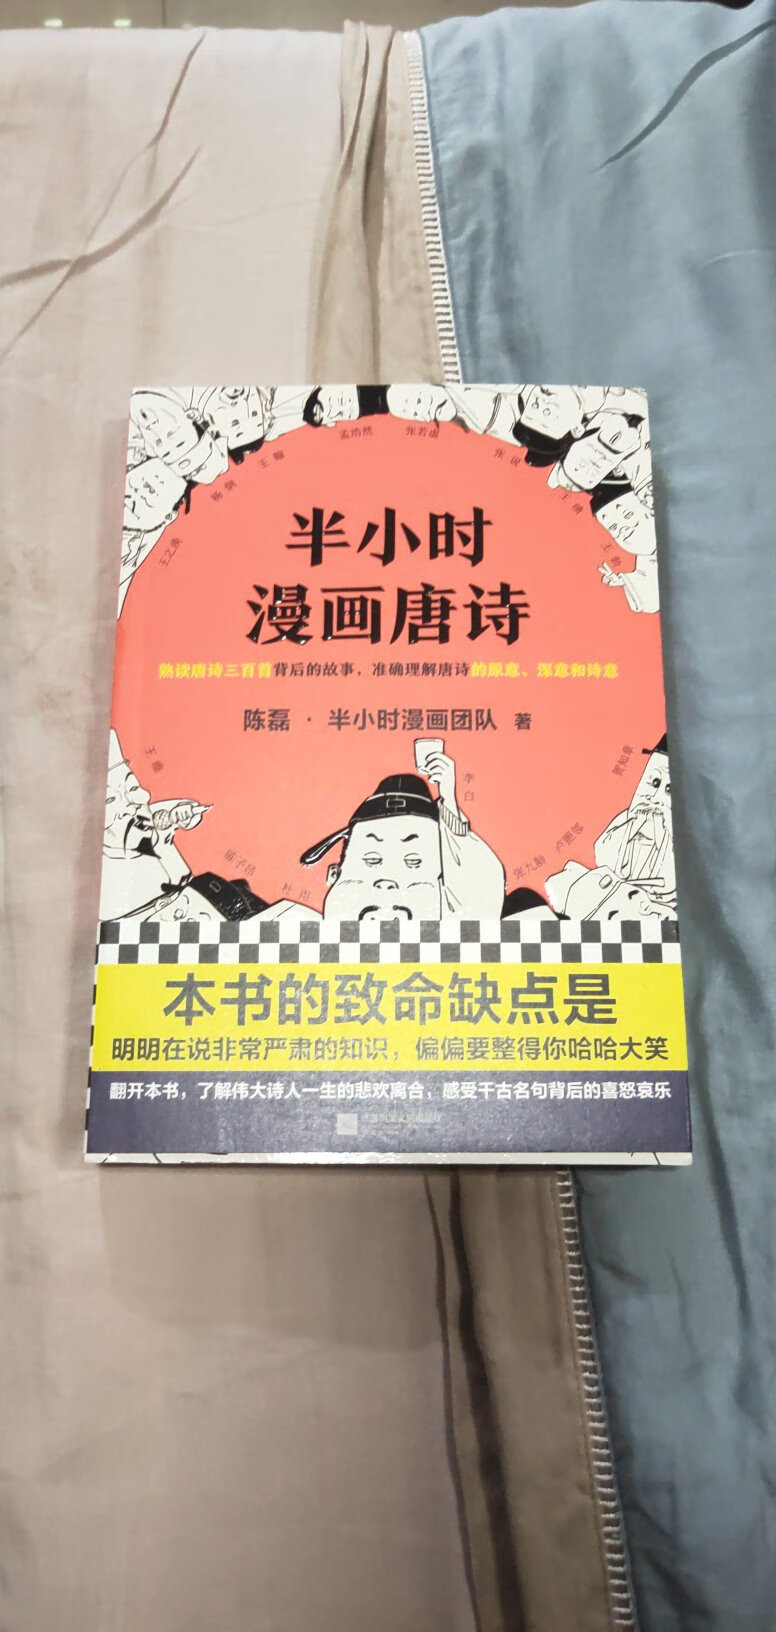 孟浩然
张若虚
王翰
张说
杨炯
王之涣
王勃
半小时
漫画唐诗
熟读唐诗三百首背后的故事，准确理解唐诗的原意、深意和诗意
陈磊 · 半小时漫画团队 著
王维
贺知章
李白
陈子昂
杜甫
张九龄
卢照邻
本书的致命缺点是
明明在说非常严肃的知识，偏偏要整得你哈哈大笑
翻开本书，了解伟大诗人一生的悲欢离合，感受千古名句背后的喜怒哀乐